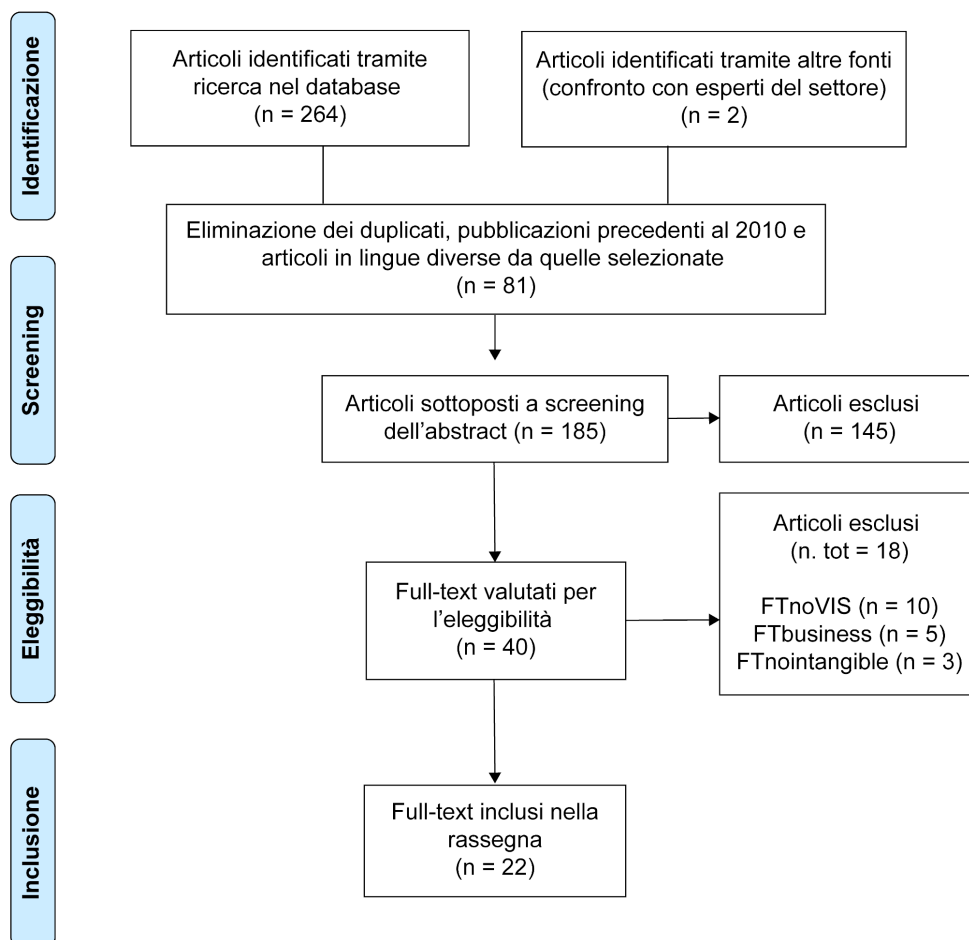 Identificazione
Articoli identificati tramite
ricerca nel database
(n = 264)
Articoli identificati tramite altre fonti
(confronto con esperti del settore)
(n = 2)
Eliminazione dei duplicati, pubblicazioni precedenti al 2010 e
articoli in lingue diverse da quelle selezionate
(n = 81)
Screening
Articoli sottoposti a screening
dell'abstract (n = 185)
Articoli esclusi
(n = 145)
Eleggibilità
Full-text valutati per
l'eleggibilità
(n = 40)
Articoli esclusi
(n. tot = 18)
FTnoVIS (n = 10)
FTbusiness (n = 5)
FTnointangible (n = 3)
Inclusione
Full-text inclusi nella
rassegna
(n = 22)